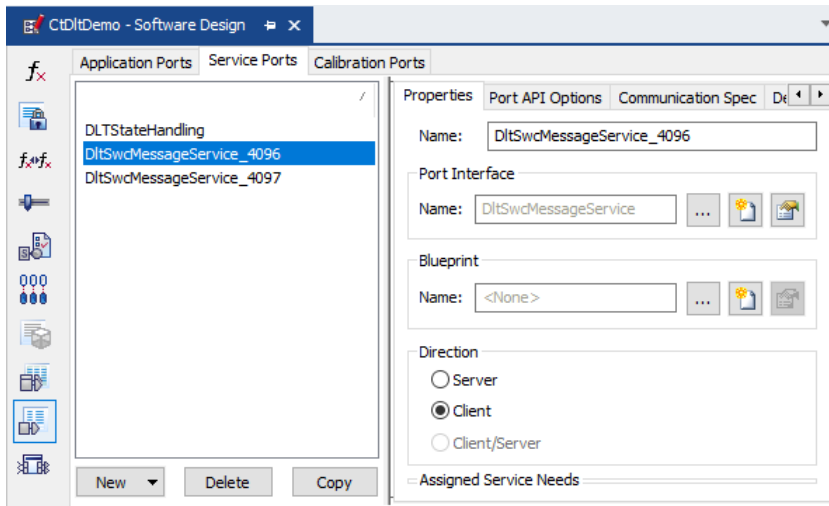 CtDltDemo - Software Design
Application Ports Service Ports Calibration Ports
DLTStateHandling
DltSwcMessageService_4096
DltSwcMessageService_4097
New Delete Copy
Properties Port API Options Communication Spec De
Name: DltSwcMessageService_4096
Port Interface
Name: DltSwcMessageService ...
Blueprint
Name: <None> ...
Direction
Server
Client
Client/Server
Assigned Service Needs